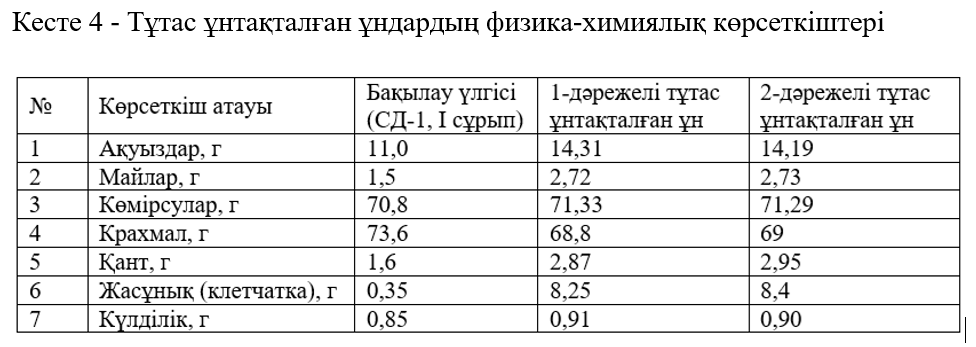 Кесте 4 - Тұтас ұнтақталған ұндардың физика-химиялық көрсеткіштері
№ Көрсеткіш атауы Бақылау үлгісі (СД-1, I сұрып) 1-дәрежелі тұтас ұнтақталған ұн 2-дәрежелі тұтас ұнтақталған ұн
1 Ақуыздар, г 11,0 14,31 14,19
2 Майлар, г 1,5 2,72 2,73
3 Көмірсулар, г 70,8 71,33 71,29
4 Крахмал, г 73,6 68,8 69
5 Қант, г 1,6 2,87 2,95
6 Жасұнық (клетчатка), г 0,35 8,25 8,4
7 Күлділік, г 0,85 0,91 0,90